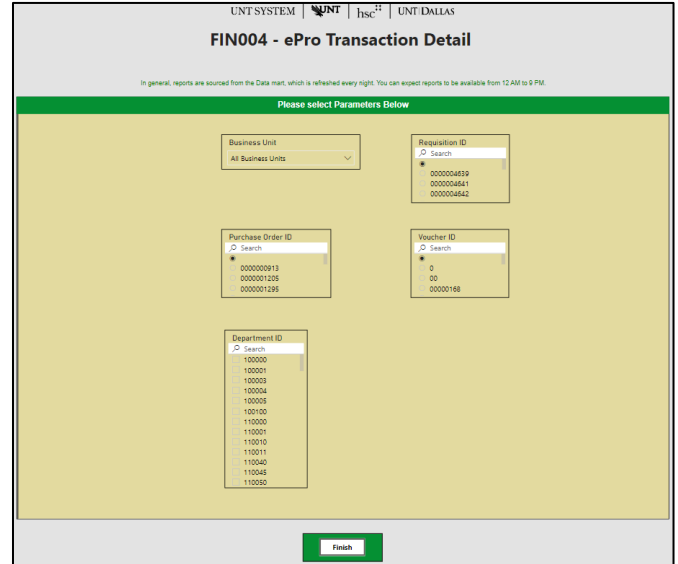 UNT SYSTEM | UNT | hsc | UNT DALLAS
FIN004 - ePro Transaction Detail
In general, reports are sourced from the Data mart, which is refreshed every night. You can expect reports to be available from 12 AM to 9 PM.
Please select Parameters Below
Business Unit
All Business Units
Requisition ID
Search
0000004639
0000004641
0000004642
Purchase Order ID
Search
0000000913
0000001205
0000001295
Voucher ID
Search
0
00
00000168
Department ID
Search
100000
100001
100003
100004
100005
100100
110000
110001
110010
110011
110040
110045
110050
Finish